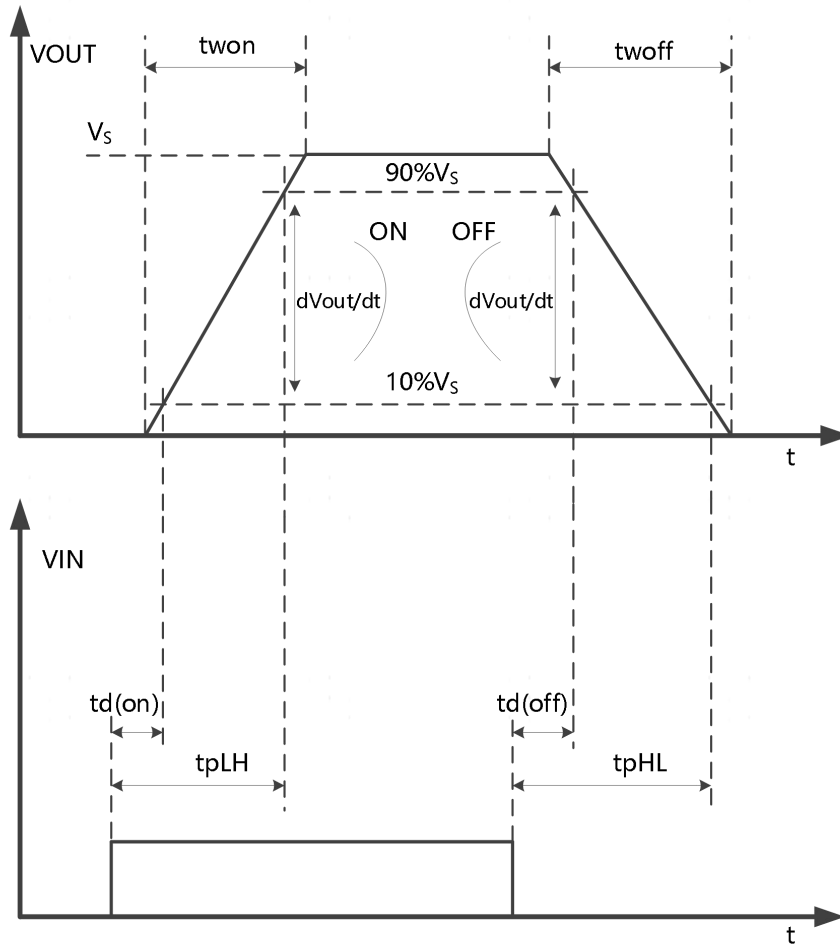 VOUT
twon
twoff
VS
90%VS
ON OFF
dVout/dt dVout/dt
10%VS
t
VIN
td(on) td(off)
tpLH tpHL
t